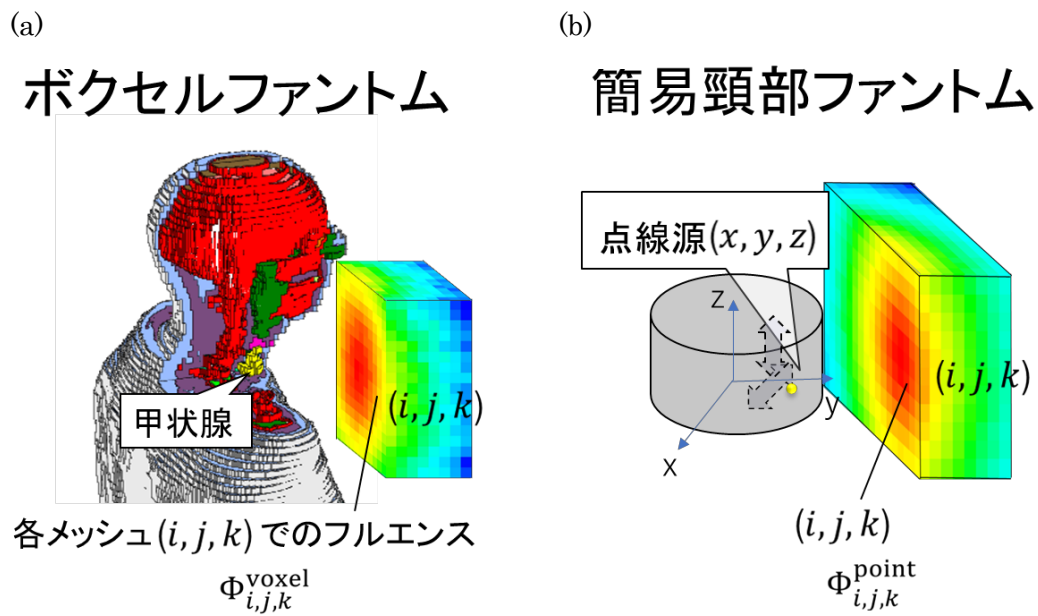 (a)
ボクセルファントム
甲状腺
(i, j, k)
各メッシュ(i, j, k)でのフルエンス
Φ^voxel_i,j,k
(b)
簡易頸部ファントム
点線源(x, y, z)
Z
y
X
(i, j, k)
(i, j, k)
Φ^point_i,j,k